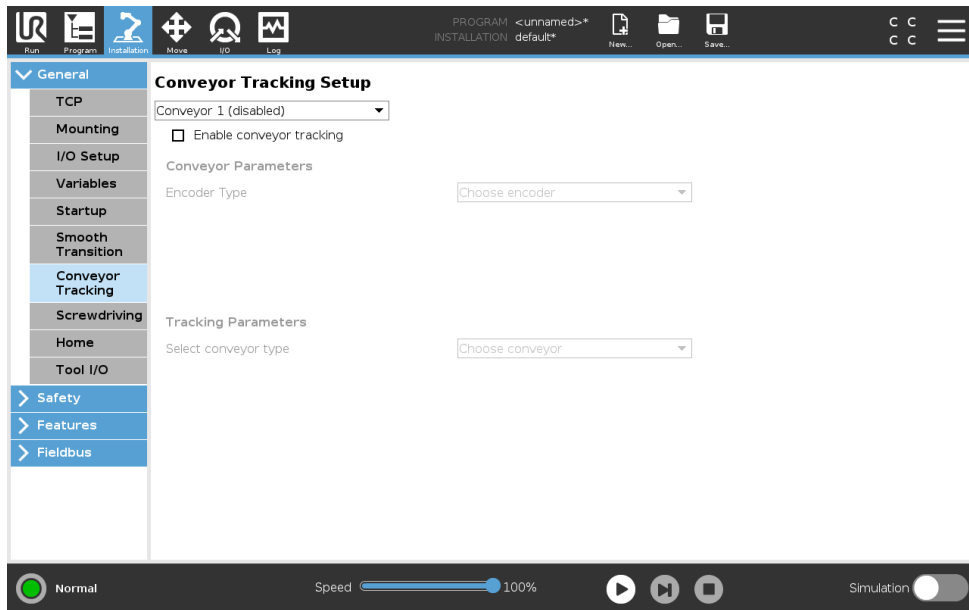 UR
PROGRAM <unnamed>*
INSTALLATION default*
C C
C C
Run Program Installation Move I/O Log New... Open... Save...
General
TCP
Mounting
I/O Setup
Variables
Startup
Smooth
Transition
Conveyor
Tracking
Screwdriving
Home
Tool I/O
Safety
Features
Fieldbus
Conveyor Tracking Setup
Conveyor 1 (disabled)
Enable conveyor tracking
Conveyor Parameters
Encoder Type Choose encoder
Tracking Parameters
Select conveyor type Choose conveyor
Normal Speed 100% Simulation